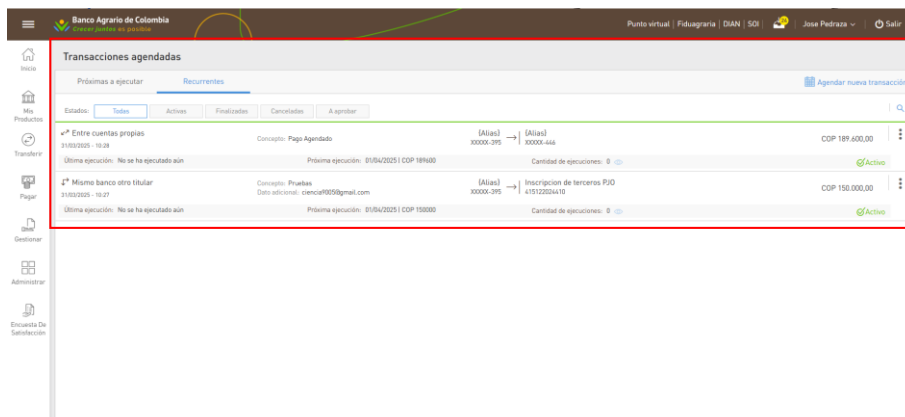 Banco Agrario de Colombia
Crecer juntos es posible
Punto virtual | Fiduagraria | DIAN | SOI | Jose Pedraza Salir
Inicio
Mis Productos
Transferir
Pagar
Gestionar
Administrar
Encuesta De Satisfacción
Transacciones agendadas
Próximas a ejecutar Recurrentes Agendar nueva transacción
Estados: Todas Activas Finalizadas Canceladas A aprobar
Entre cuentas propias
31/03/2025 - 10:28
Concepto: Pago Agendado
(Alias)
XXXXX-395
(Alias)
XXXXX-446
COP 189.600,00
Última ejecución: No se ha ejecutado aún Próxima ejecución: 01/04/2025 | COP 189600 Cantidad de ejecuciones: 0 Activo
Mismo banco otro titular
31/03/2025 - 10:27
Concepto: Pruebas
Dato adicional: ciencia9005@gmail.com
(Alias)
XXXXX-395
Inscripcion de terceros PJO
415122024410
COP 150.000,00
Última ejecución: No se ha ejecutado aún Próxima ejecución: 01/04/2025 | COP 150000 Cantidad de ejecuciones: 0 Activo